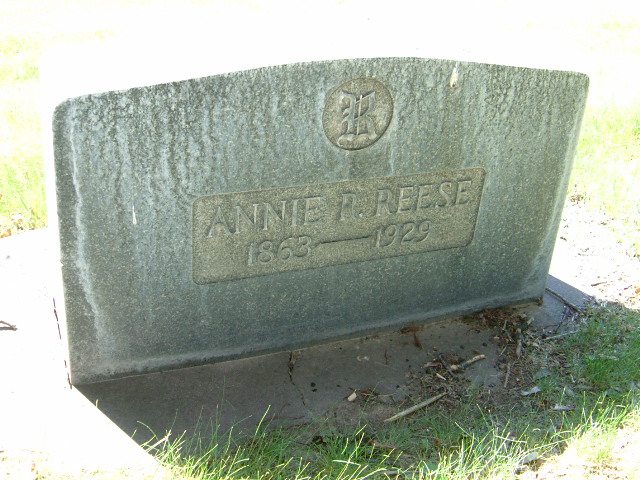 R
ANNIE P. REESE
1863—1929